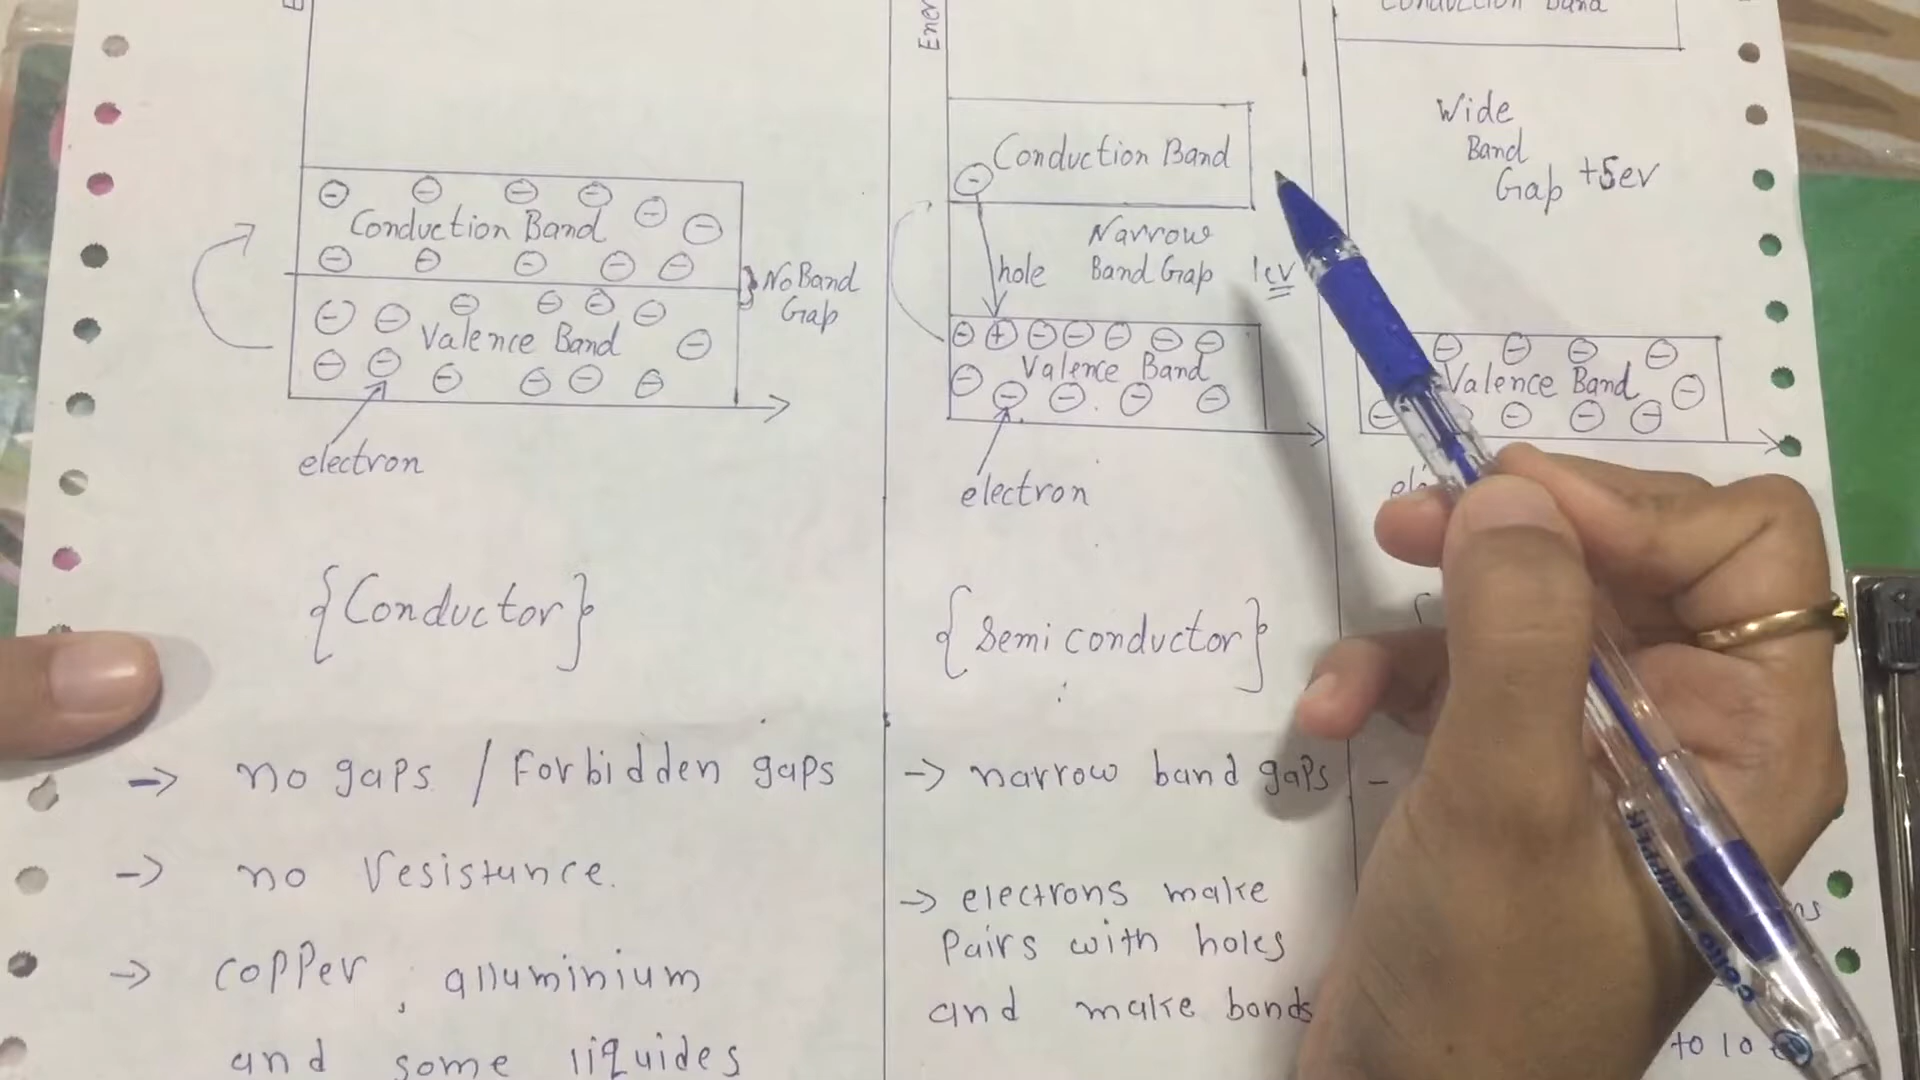 Conduction Band
No Band
Gap
Valence Band
electron
{Conductor}
-> no gaps / Forbidden gaps
-> no resistance.
-> copper, alluminium
and some liquides
Conduction Band
Narrow
Band Gap 1ev
hole
Valence Band
electron
{Semi conductor}
-> narrow band gaps
-> electrons make
Pairs with holes
and make bonds
Conduction Band
Wide
Band
Gap +5ev
Valence Band
to 10